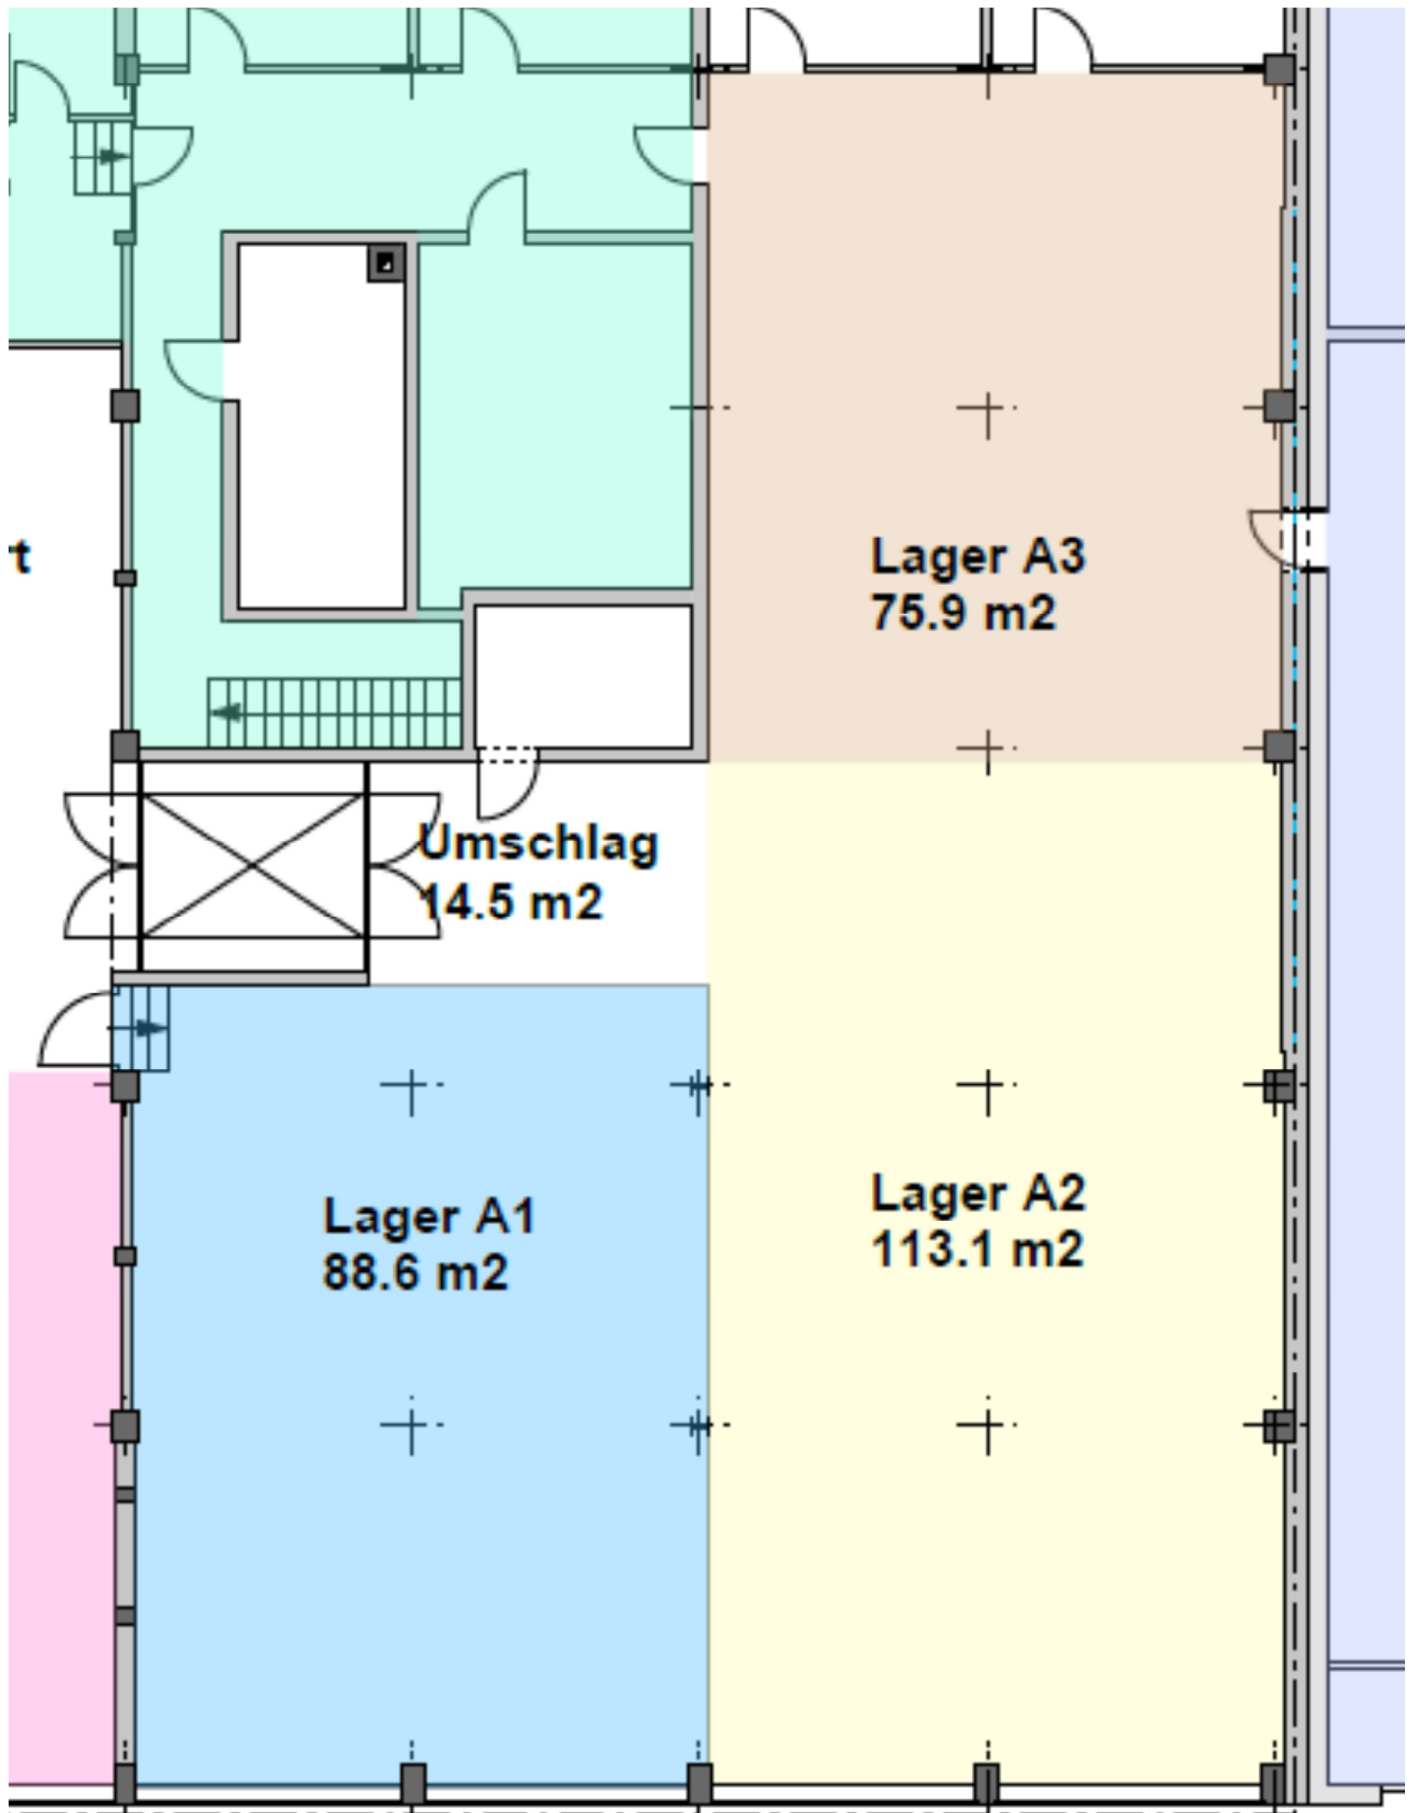 t
Lager A3
75.9 m2
Umschlag
14.5 m2
Lager A1
88.6 m2
Lager A2
113.1 m2